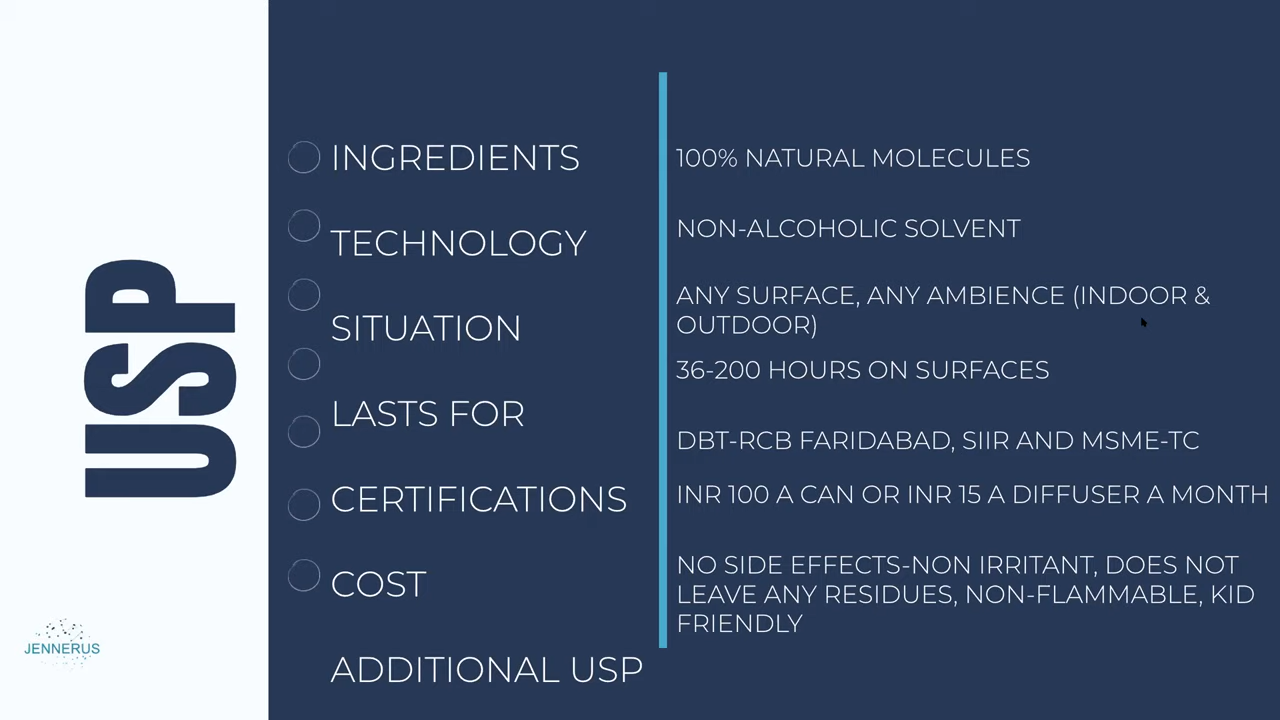 USP
INGREDIENTS
TECHNOLOGY
SITUATION
LASTS FOR
CERTIFICATIONS
COST
ADDITIONAL USP
100% NATURAL MOLECULES
NON-ALCOHOLIC SOLVENT
ANY SURFACE, ANY AMBIENCE (INDOOR &
OUTDOOR)
36-200 HOURS ON SURFACES
DBT-RCB FARIDABAD, SIIR AND MSME-TC
INR 100 A CAN OR INR 15 A DIFFUSER A MONTH
NO SIDE EFFECTS-NON IRRITANT, DOES NOT
LEAVE ANY RESIDUES, NON-FLAMMABLE, KID
FRIENDLY
JENNERUS